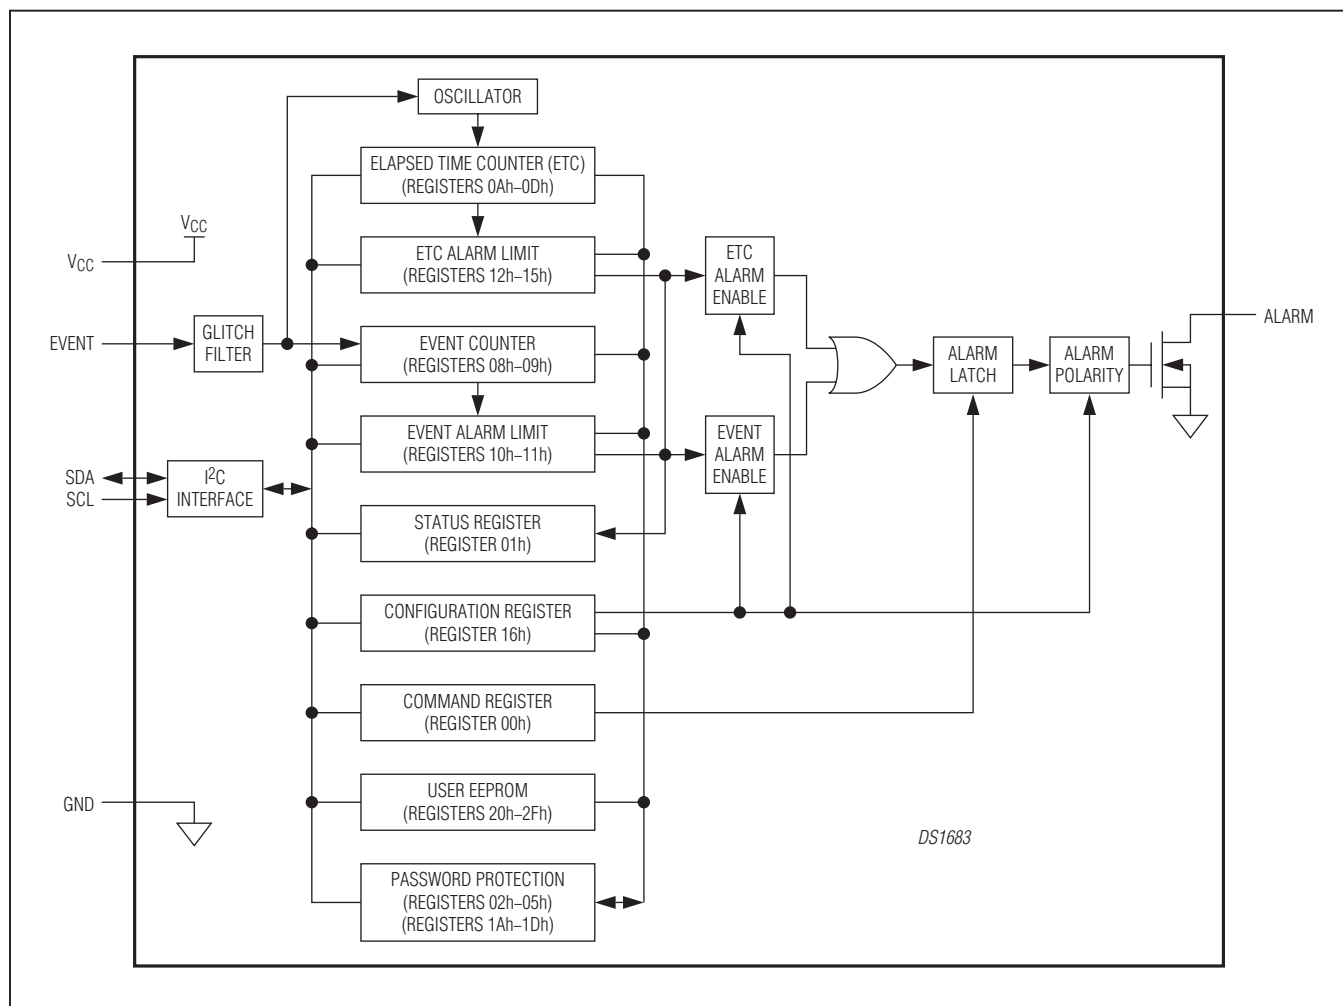 OSCILLATOR
ELAPSED TIME COUNTER (ETC)
(REGISTERS 0Ah–0Dh)
VCC
VCC
ETC ALARM LIMIT
(REGISTERS 12h–15h)
ETC
ALARM
ENABLE
EVENT
GLITCH
FILTER
EVENT COUNTER
(REGISTERS 08h–09h)
ALARM
LATCH
ALARM
POLARITY
ALARM
EVENT ALARM LIMIT
(REGISTERS 10h–11h)
EVENT
ALARM
ENABLE
SDA
SCL
I2C
INTERFACE
STATUS REGISTER
(REGISTER 01h)
CONFIGURATION REGISTER
(REGISTER 16h)
COMMAND REGISTER
(REGISTER 00h)
GND
USER EEPROM
(REGISTERS 20h–2Fh)
DS1683
PASSWORD PROTECTION
(REGISTERS 02h–05h)
(REGISTERS 1Ah–1Dh)